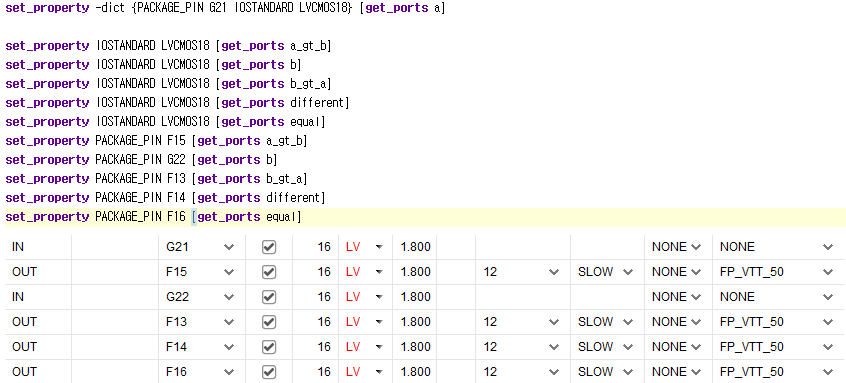 set_property -dict {PACKAGE_PIN G21 IOSTANDARD LVCMOS18} [get_ports a]
set_property IOSTANDARD LVCMOS18 [get_ports a_gt_b]
set_property IOSTANDARD LVCMOS18 [get_ports b]
set_property IOSTANDARD LVCMOS18 [get_ports b_gt_a]
set_property IOSTANDARD LVCMOS18 [get_ports different]
set_property IOSTANDARD LVCMOS18 [get_ports equal]
set_property PACKAGE_PIN F15 [get_ports a_gt_b]
set_property PACKAGE_PIN G22 [get_ports b]
set_property PACKAGE_PIN F13 [get_ports b_gt_a]
set_property PACKAGE_PIN F14 [get_ports different]
set_property PACKAGE_PIN F16 [get_ports equal]
IN G21 16 LV 1.800 NONE NONE
OUT F15 16 LV 1.800 12 SLOW NONE FP_VTT_50
IN G22 16 LV 1.800 NONE NONE
OUT F13 16 LV 1.800 12 SLOW NONE FP_VTT_50
OUT F14 16 LV 1.800 12 SLOW NONE FP_VTT_50
OUT F16 16 LV 1.800 12 SLOW NONE FP_VTT_50